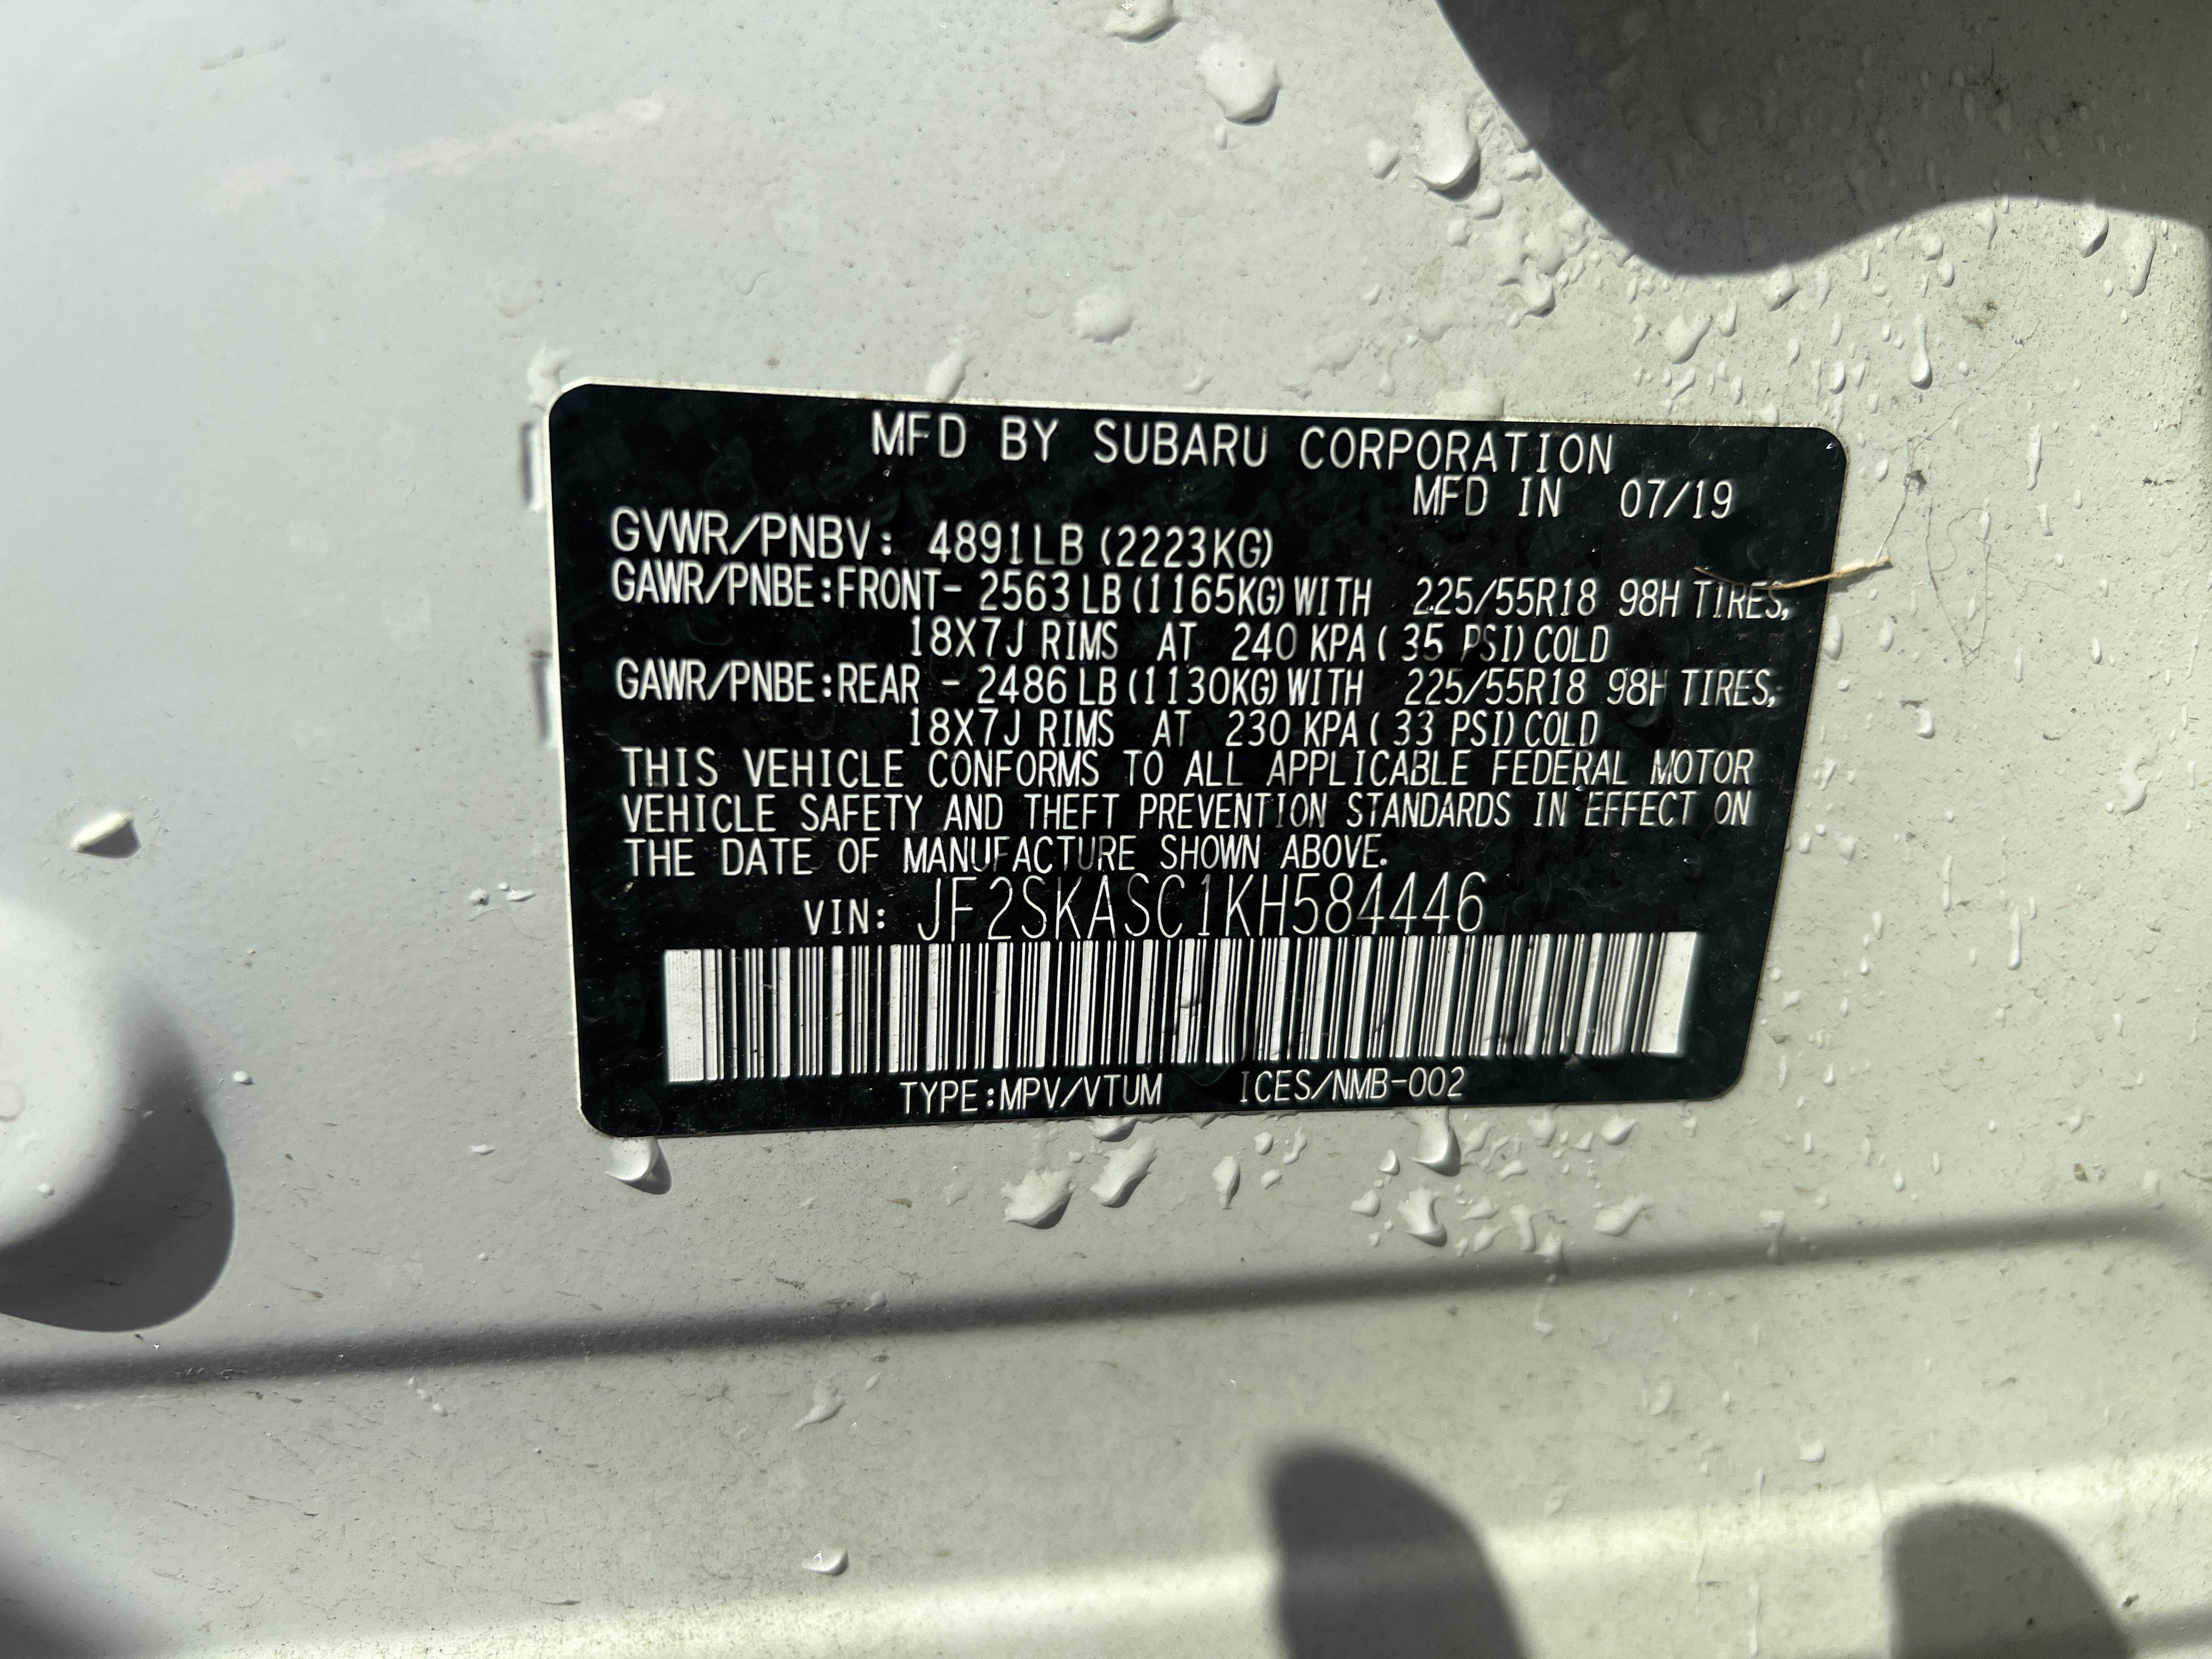 MFD BY SUBARU CORPORATION
MFD IN 07/19
GVWR/PNBV: 4891LB (2223KG)
GAWR/PNBE:FRONT- 2563 LB (1165KG) WITH 225/55R18 98H TIRES,
18X7J RIMS AT 240 KPA ( 35 PSI) COLD
GAWR/PNBE:REAR - 2486 LB (1130KG) WITH 225/55R18 98H TIRES,
18X7J RIMS AT 230 KPA ( 33 PSI) COLD
THIS VEHICLE CONFORMS TO ALL APPLICABLE FEDERAL MOTOR
VEHICLE SAFETY AND THEFT PREVENTION STANDARDS IN EFFECT ON
THE DATE OF MANUFACTURE SHOWN ABOVE.
VIN: JF2SKASC1KH584446
TYPE:MPV/VTUM ICES/NMB-002